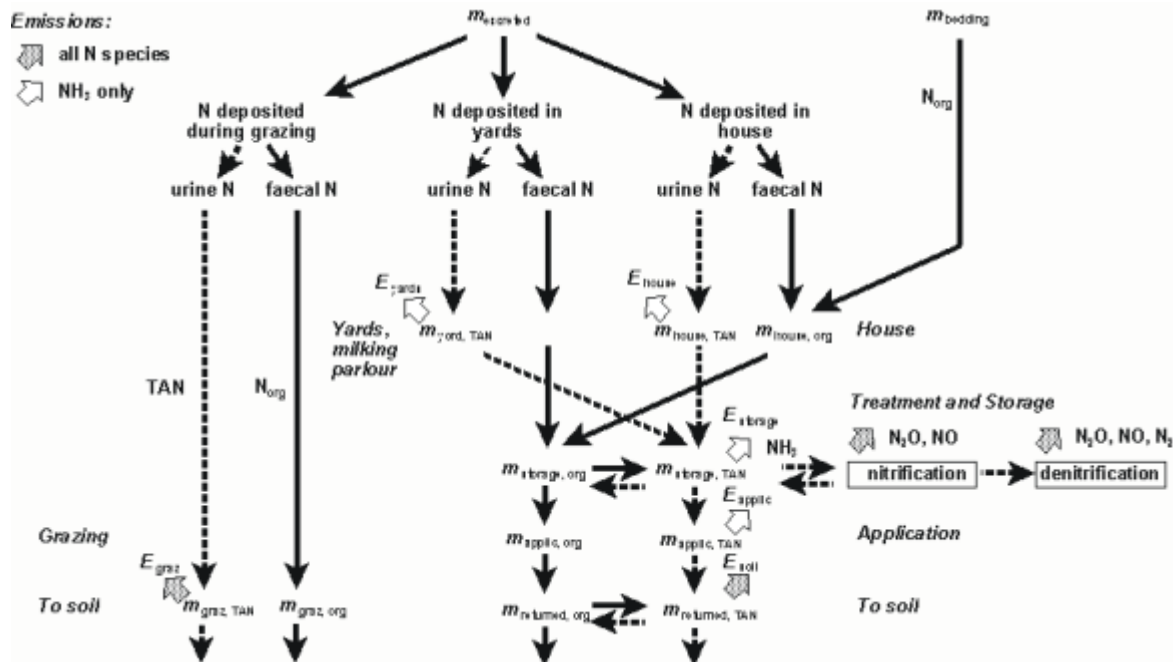 Emissions:
all N species
NH3 only
m excreted
m bedding
N deposited
during grazing
N deposited in
yards
N deposited in
house
Norg
urine N
faecal N
urine N
faecal N
urine N
faecal N
E yards
E house
Yards,
milking
parlour
m yard, TAN
m house, TAN
m house, org
House
TAN
Norg
Treatment and Storage
E storage
NH3
N2O, NO
N2O, NO, N2
m storage, org
m storage, TAN
nitrification
denitrification
E applic
Grazing
m applic, org
m applic, TAN
Application
E graz
E soil
To soil
m graz, TAN
m graz, org
m returned, org
m returned, TAN
To soil